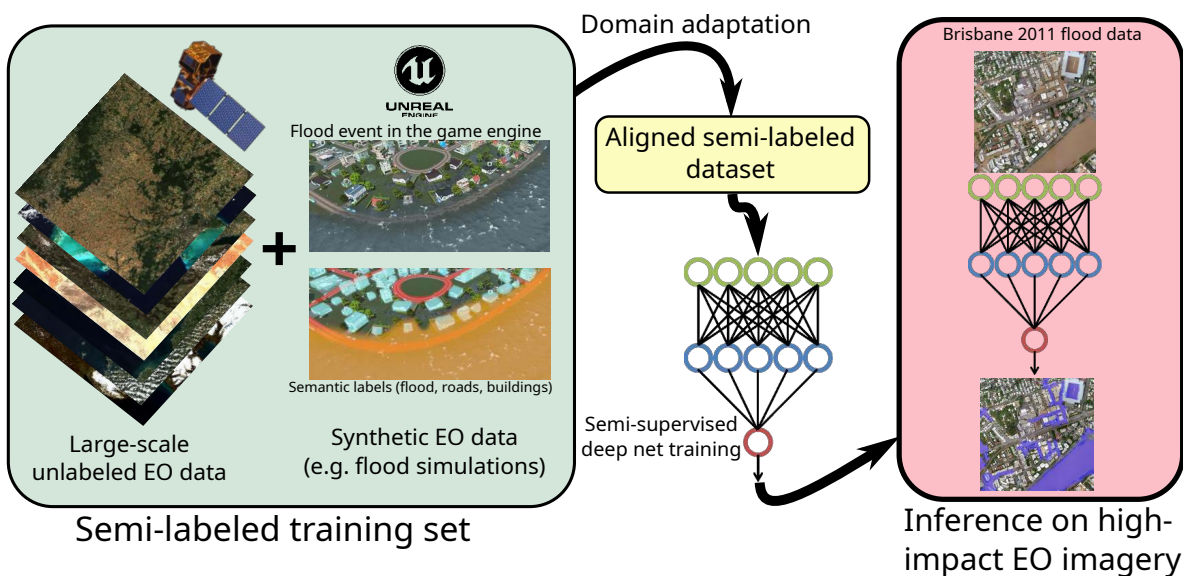 Domain adaptation
Brisbane 2011 flood data
UNREAL
ENGINE
Flood event in the game engine
Aligned semi-labeled
dataset
Semantic labels (flood, roads, buildings)
Large-scale
unlabeled EO data
Synthetic EO data
(e.g. flood simulations)
Semi-supervised
deep net training
Semi-labeled training set
Inference on high-
impact EO imagery